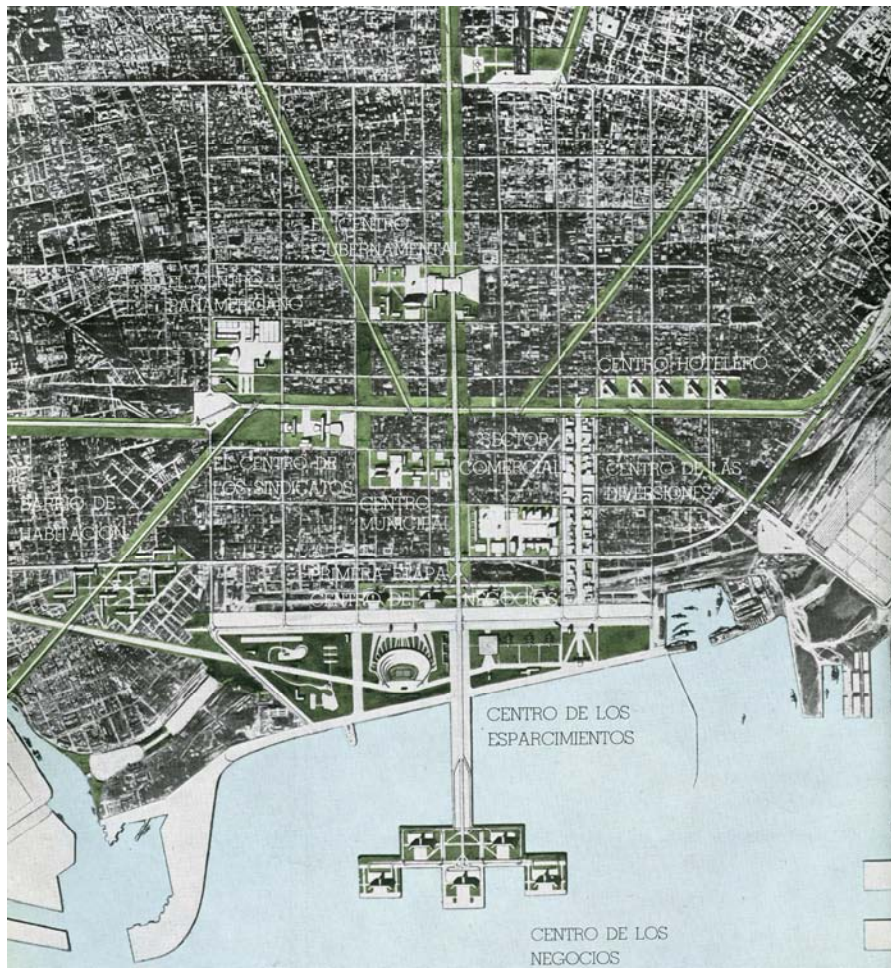 EL CENTRO
GUBERNAMENTAL
PANAMERICANO
CENTRO HOTELERO
SECTOR
COMERCIAL
EL CENTRO DE
LOS SINDICATOS
CENTRO DE LAS
DIVERSIONES
CENTRO
MUNICIPAL
BARRIO DE
HABITACION
PRIMERA ETAPA
CENTRO DE NEGOCIOS
CENTRO DE LOS
ESPARCIMIENTOS
CENTRO DE LOS
NEGOCIOS